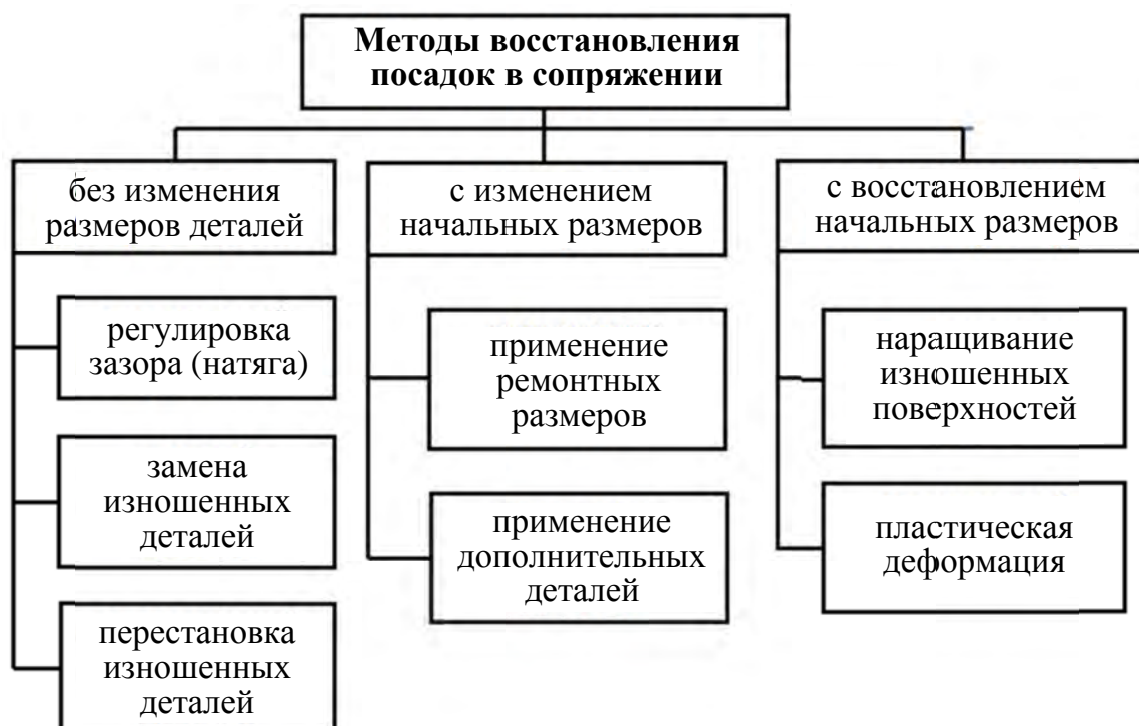 Методы восстановления
посадок в сопряжении
без изменения
размеров деталей
регулировка
зазора (натяга)
замена
изношенных
деталей
перестановка
изношенных
деталей
с изменением
начальных размеров
применение
ремонтных
размеров
применение
дополнительных
деталей
с восстановлением
начальных размеров
наращивание
изношенных
поверхностей
пластическая
деформация